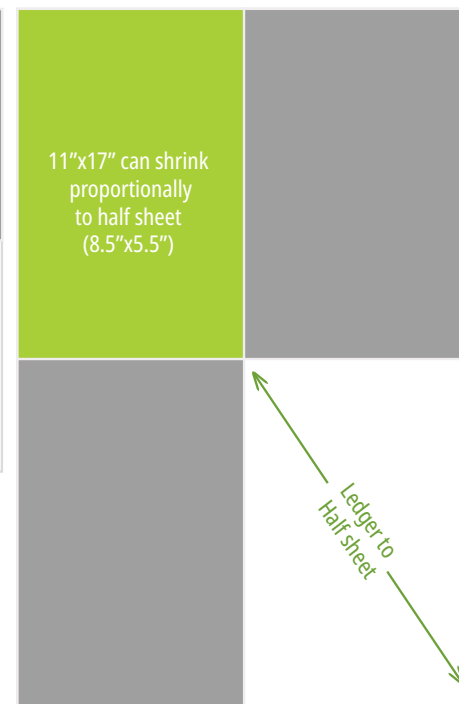 11”x17” can shrink
proportionally
to half sheet
(8.5”x5.5”)
Ledger to
Half sheet